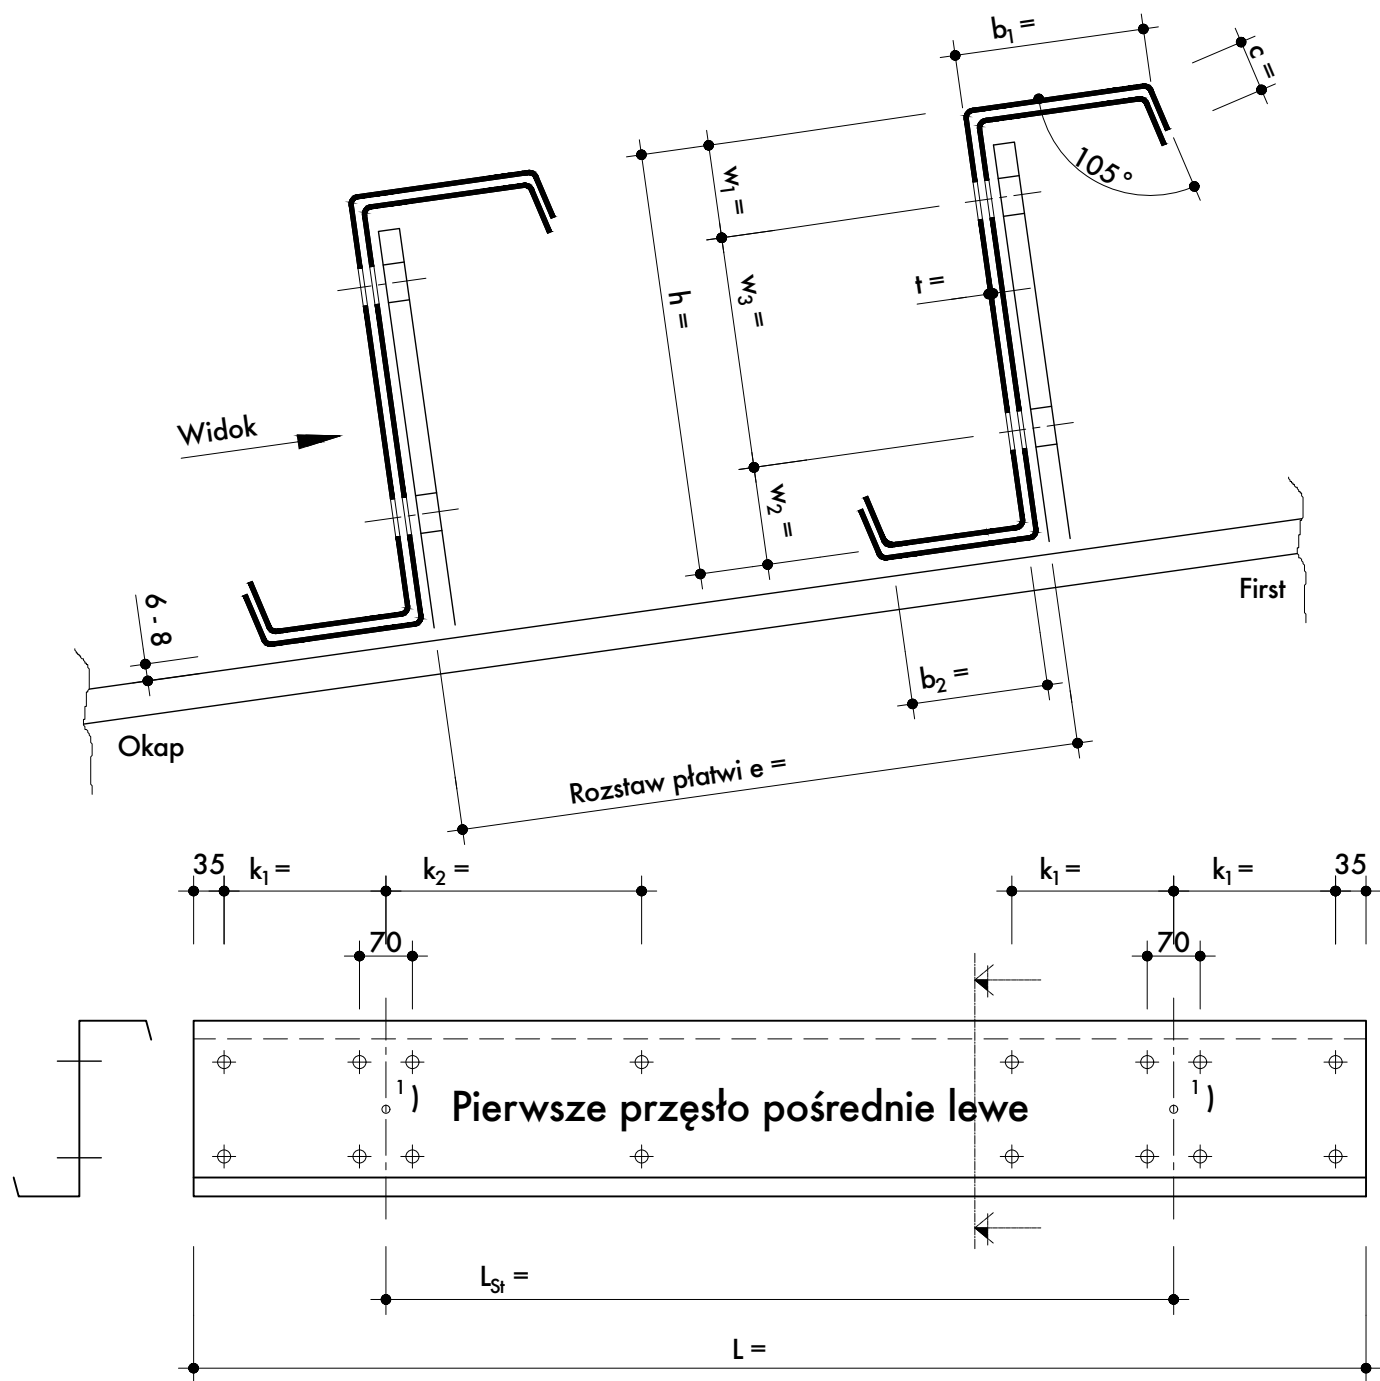 b₁ =
c =
105°
w₁ =
t =
w₃ =
h =
Widok
w₂ =
First
6 - 8
b₂ =
Okap
Rozstaw płatwi e =
35 k₁ = k₂ = k₁ = k₁ = 35
70 70
¹) Pierwsze przęsło pośrednie lewe ¹)
L_St =
L =